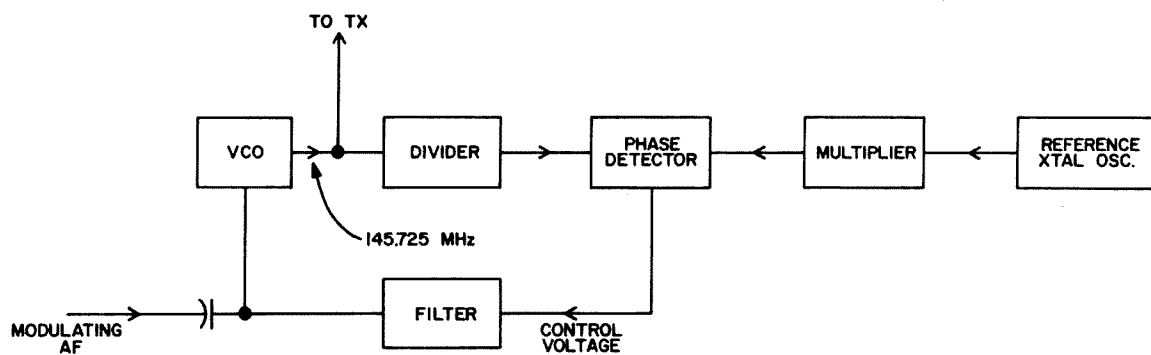 TO TX
VCO
DIVIDER
PHASE
DETECTOR
MULTIPLIER
REFERENCE
XTAL OSC.
145.725 MHz
MODULATING
AF
FILTER
CONTROL
VOLTAGE